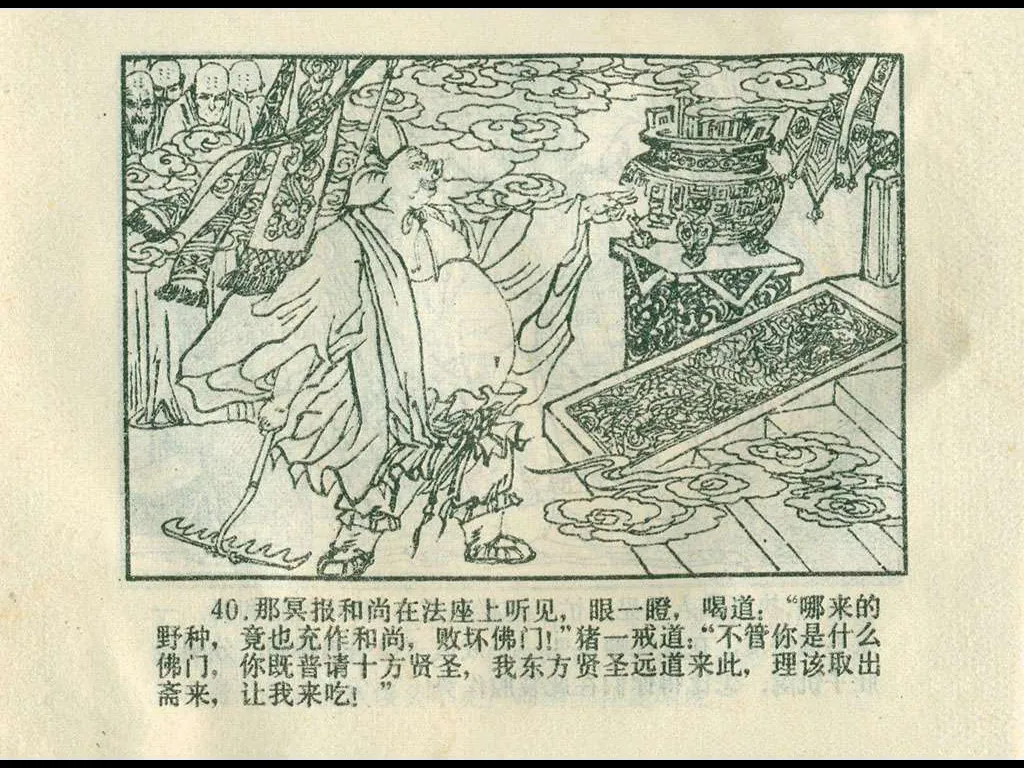 40.那冥报和尚在法座上听见，眼一瞪，喝道：“哪来的
野种，竟也充作和尚，败坏佛门！”猪一戒道：“不管你是什么
佛门，你既普请十方贤圣，我东方贤圣远道来此，理该取出
斋来，让我来吃！”